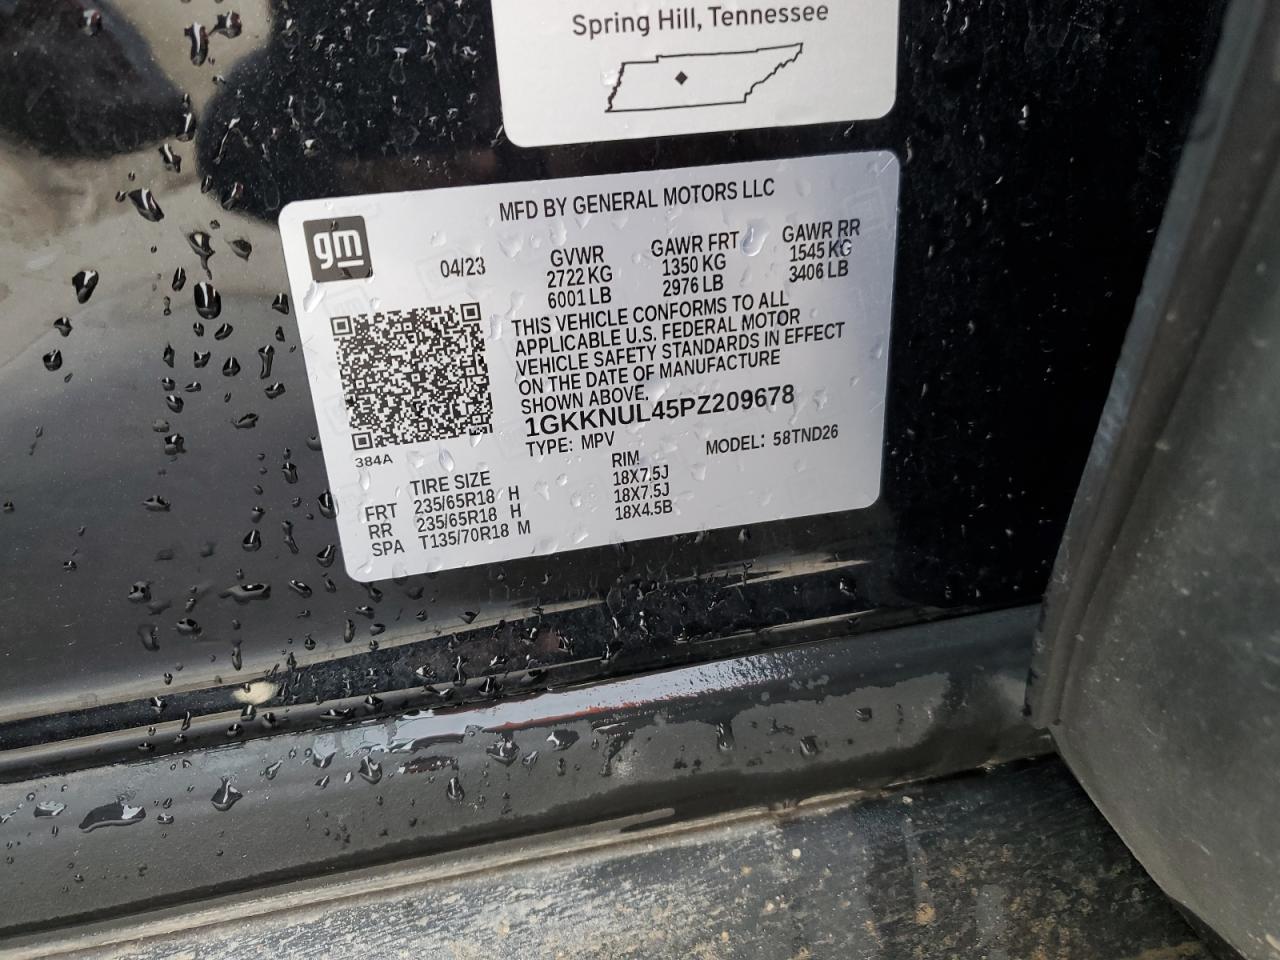 Spring Hill, Tennessee
gm
MFD BY GENERAL MOTORS LLC
04/23
GVWR
2722 KG
6001 LB
GAWR FRT
1350 KG
2976 LB
GAWR RR
1545 KG
3406 LB
THIS VEHICLE CONFORMS TO ALL
APPLICABLE U.S. FEDERAL MOTOR
VEHICLE SAFETY STANDARDS IN EFFECT
ON THE DATE OF MANUFACTURE
SHOWN ABOVE.
1GKKNUL45PZ209678
TYPE: MPV MODEL: 58TND26
384A
TIRE SIZE RIM
FRT 235/65R18 H 18X7.5J
RR 235/65R18 H 18X7.5J
SPA T135/70R18 M 18X4.5B